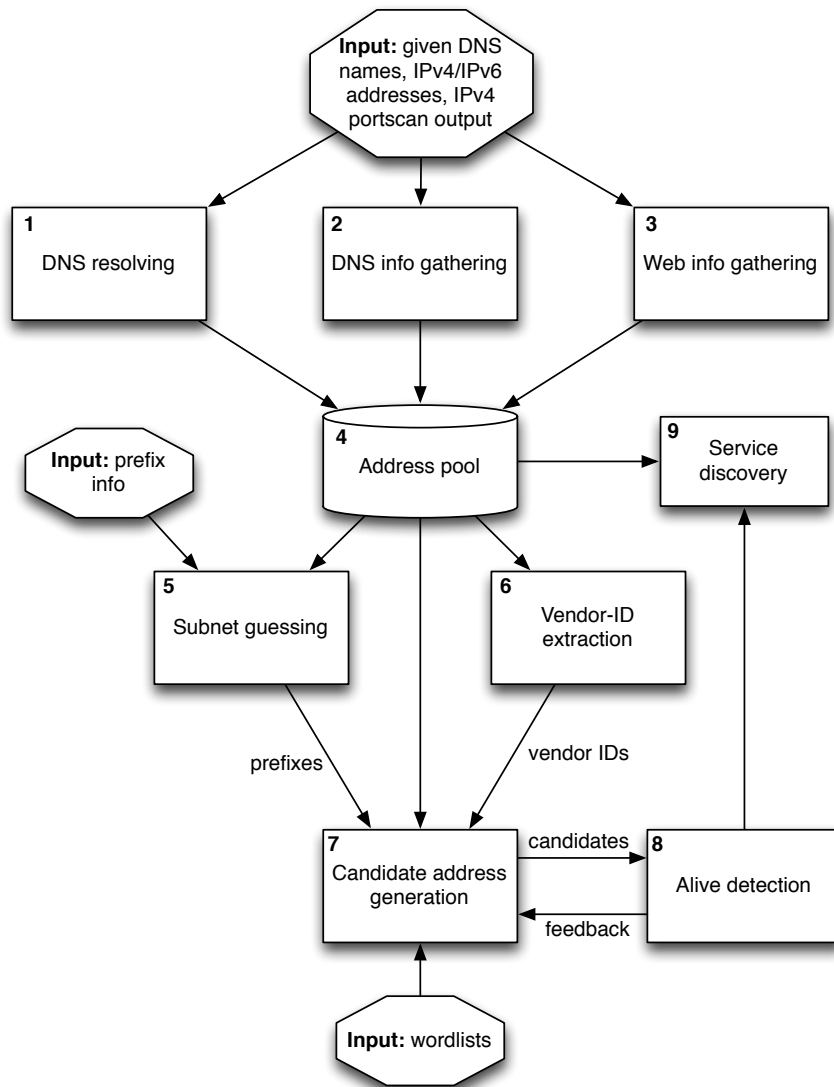 Input: given DNS
names, IPv4/IPv6
addresses, IPv4
portscan output
1
DNS resolving
2
DNS info gathering
3
Web info gathering
4
Address pool
9
Service
discovery
Input: prefix
info
5
Subnet guessing
6
Vendor-ID
extraction
prefixes
vendor IDs
7
Candidate address
generation
candidates
feedback
8
Alive detection
Input: wordlists